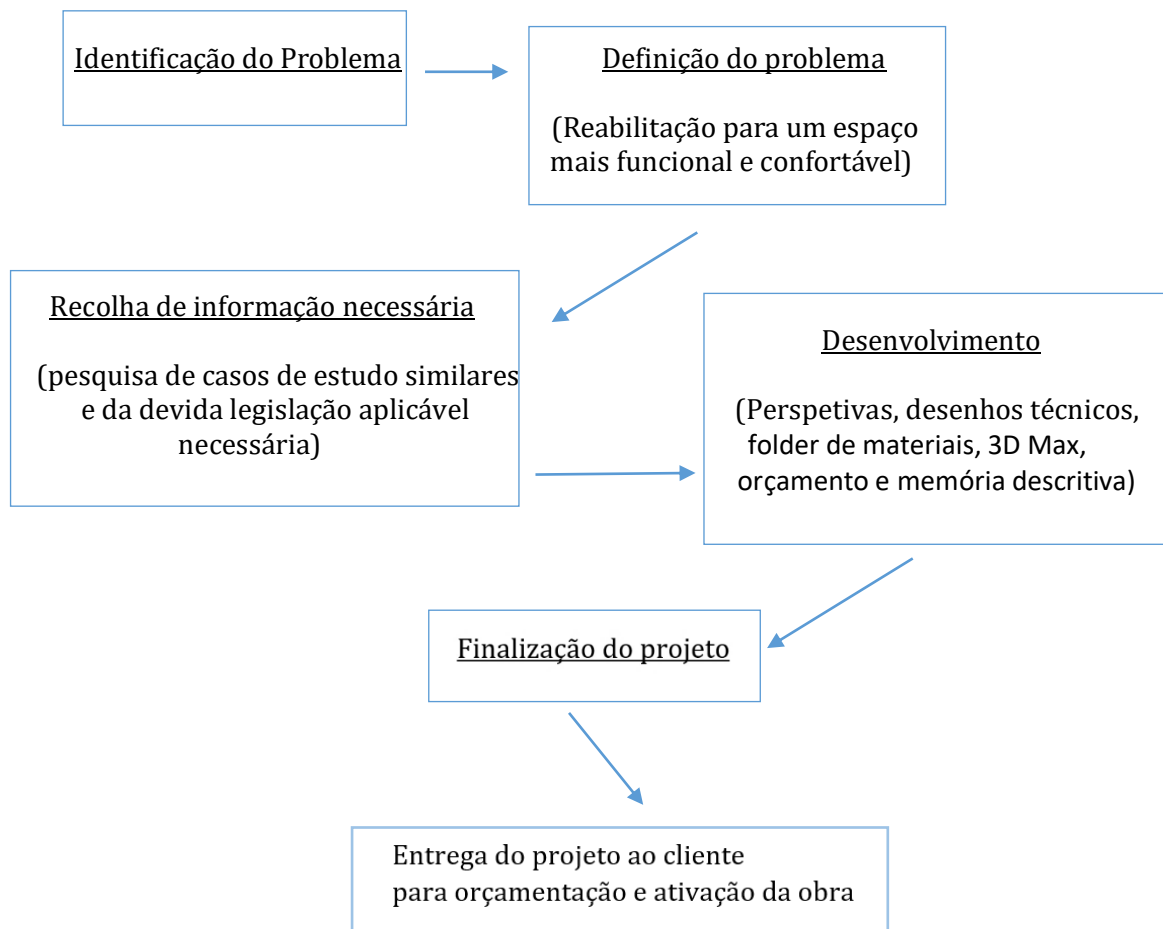 Identificação do Problema
Definição do problema
(Reabilitação para um espaço
mais funcional e confortável)
Recolha de informação necessária
(pesquisa de casos de estudo similares
e da devida legislação aplicável
necessária)
Desenvolvimento
(Perspetivas, desenhos técnicos,
folder de materiais, 3D Max,
orçamento e memória descritiva)
Finalização do projeto
Entrega do projeto ao cliente
para orçamentação e ativação da obra